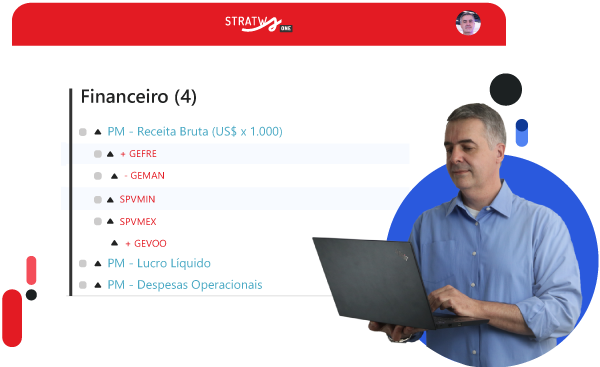 STRATWS
ONE
Financeiro (4)
PM - Receita Bruta (US$ x 1.000)
+ GEFRE
- GEMAN
SPVMIN
SPVMEX
+ GEVOO
PM - Lucro Líquido
PM - Despesas Operacionais